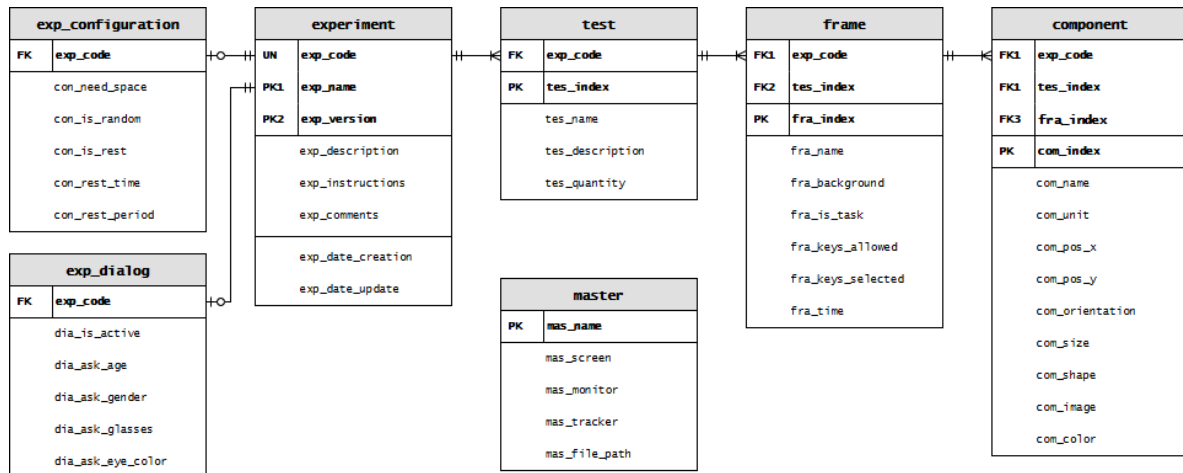 exp_configuration
FK exp_code
con_need_space
con_is_random
con_is_rest
con_rest_time
con_rest_period
exp_dialog
FK exp_code
dia_is_active
dia_ask_age
dia_ask_gender
dia_ask_glasses
dia_ask_eye_color
experiment
UN exp_code
PK1 exp_name
PK2 exp_version
exp_description
exp_instructions
exp_comments
exp_date_creation
exp_date_update
test
FK exp_code
PK tes_index
tes_name
tes_description
tes_quantity
master
PK mas_name
mas_screen
mas_monitor
mas_tracker
mas_file_path
frame
FK1 exp_code
FK2 tes_index
PK fra_index
fra_name
fra_background
fra_is_task
fra_keys_allowed
fra_keys_selected
fra_time
component
FK1 exp_code
FK1 tes_index
FK3 fra_index
PK com_index
com_name
com_unit
com_pos_x
com_pos_y
com_orientation
com_size
com_shape
com_image
com_color